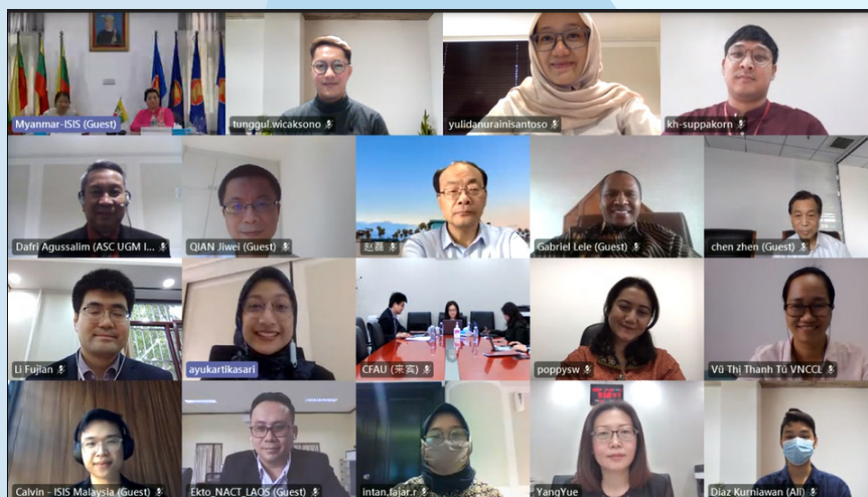 Myanmar-ISIS (Guest)
tunggul.wicaksono
yulidanurainisantoso
kh-suppakorn
Dafri Agussalim (ASC UGM I...
QIAN Jiwei (Guest)
赵磊
Gabriel Lele (Guest)
chen zhen (Guest)
Li Fujian
ayukartikasari
CFAU (来宾)
poppysw
Vũ Thị Thanh Tú VNCCL
Calvin - ISIS Malaysia (Guest)
Ekto_NACT_LAOS (Guest)
intan.fajar.r
YangYue
Diaz Kurniawan (Ali)